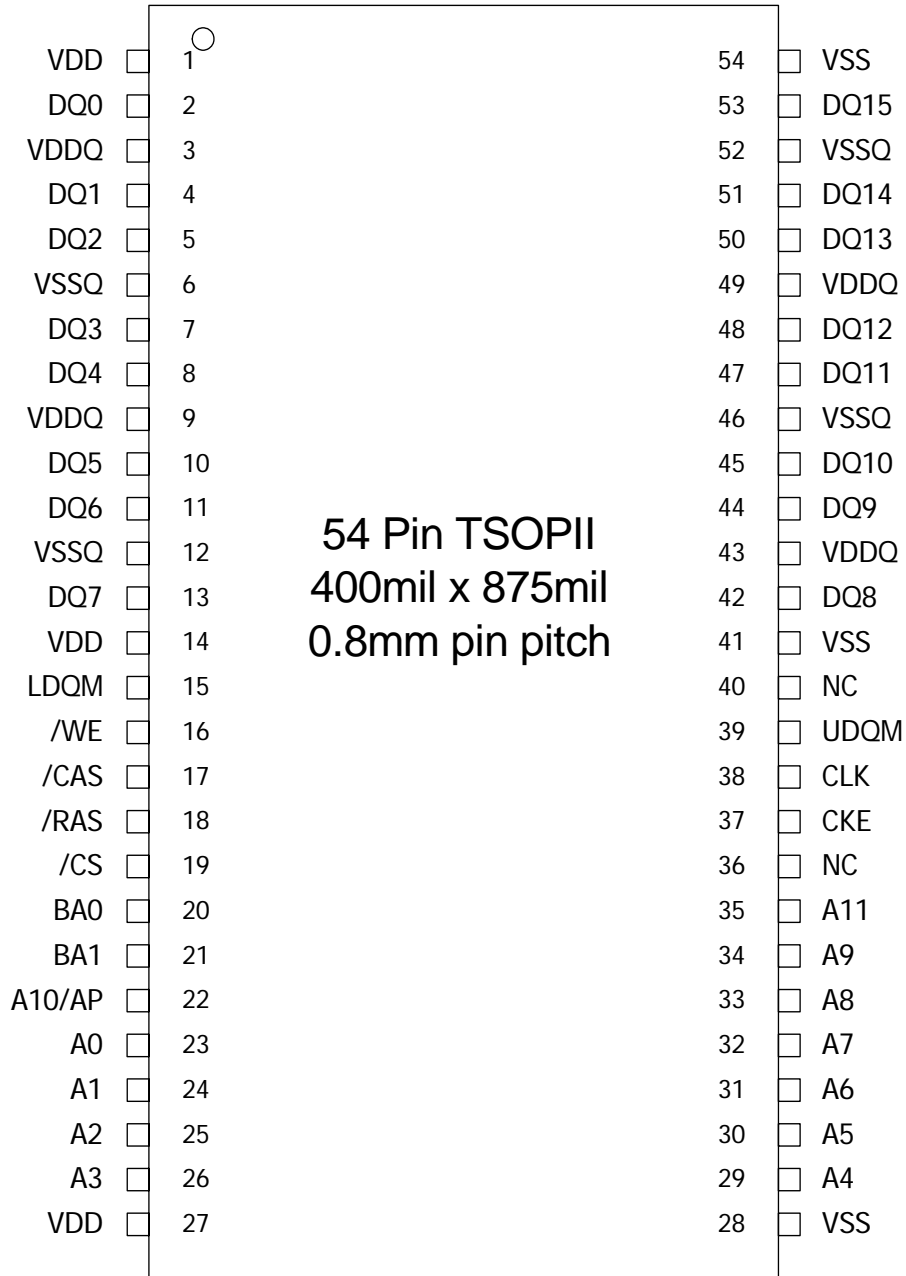 VDD 1 54 VSS
DQ0 2 53 DQ15
VDDQ 3 52 VSSQ
DQ1 4 51 DQ14
DQ2 5 50 DQ13
VSSQ 6 49 VDDQ
DQ3 7 48 DQ12
DQ4 8 47 DQ11
VDDQ 9 46 VSSQ
DQ5 10 45 DQ10
DQ6 11 44 DQ9
54 Pin TSOPII
VSSQ 12 43 VDDQ
400mil x 875mil
DQ7 13 42 DQ8
0.8mm pin pitch
VDD 14 41 VSS
LDQM 15 40 NC
/WE 16 39 UDQM
/CAS 17 38 CLK
/RAS 18 37 CKE
/CS 19 36 NC
BA0 20 35 A11
BA1 21 34 A9
A10/AP 22 33 A8
A0 23 32 A7
A1 24 31 A6
A2 25 30 A5
A3 26 29 A4
VDD 27 28 VSS